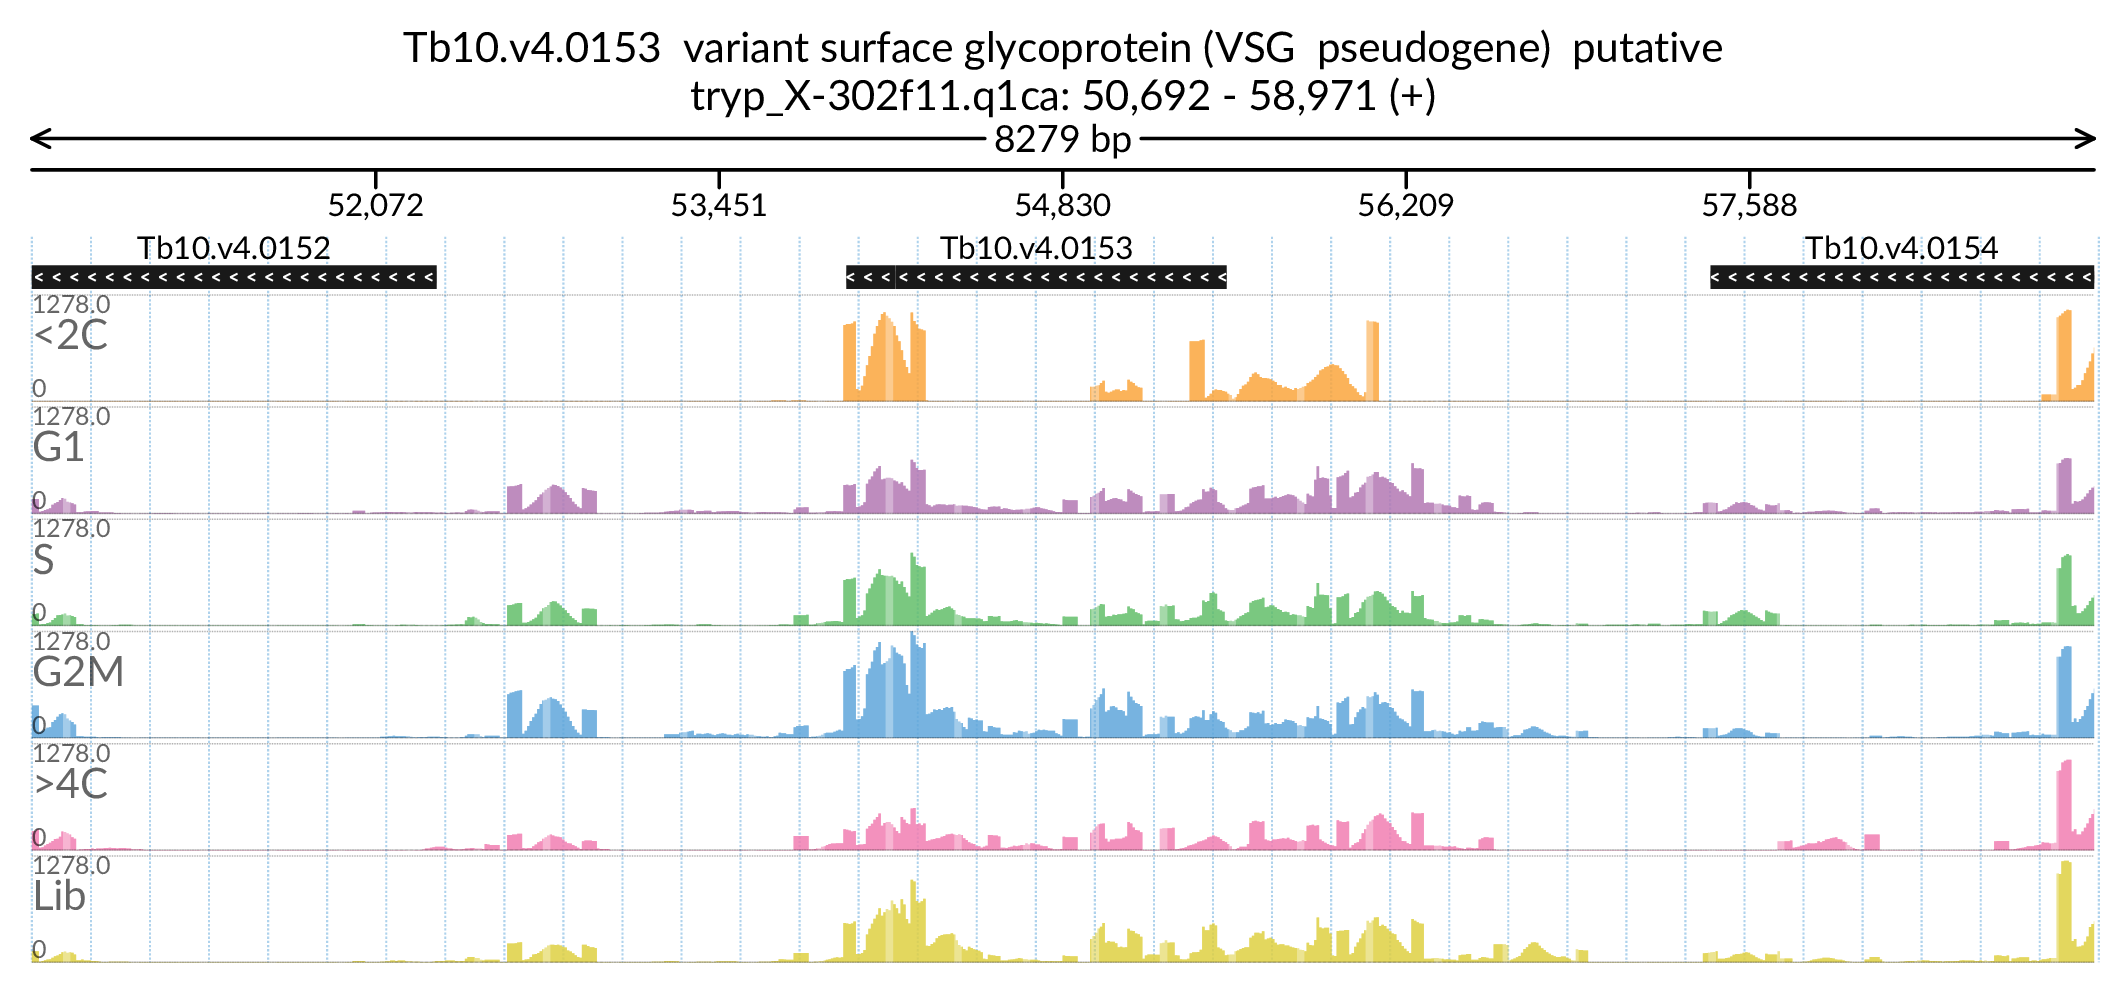 Tb10.v4.0153 variant surface glycoprotein (VSG pseudogene) putative
tryp_X-302f11.q1ca: 50,692 - 58,971 (+)
8279 bp
52,072 53,451 54,830 56,209 57,588
Tb10.v4.0152 Tb10.v4.0153 Tb10.v4.0154
1278.0
<2C
0
1278.0
G1
0
1278.0
S
0
1278.0
G2M
0
1278.0
>4C
0
1278.0
Lib
0